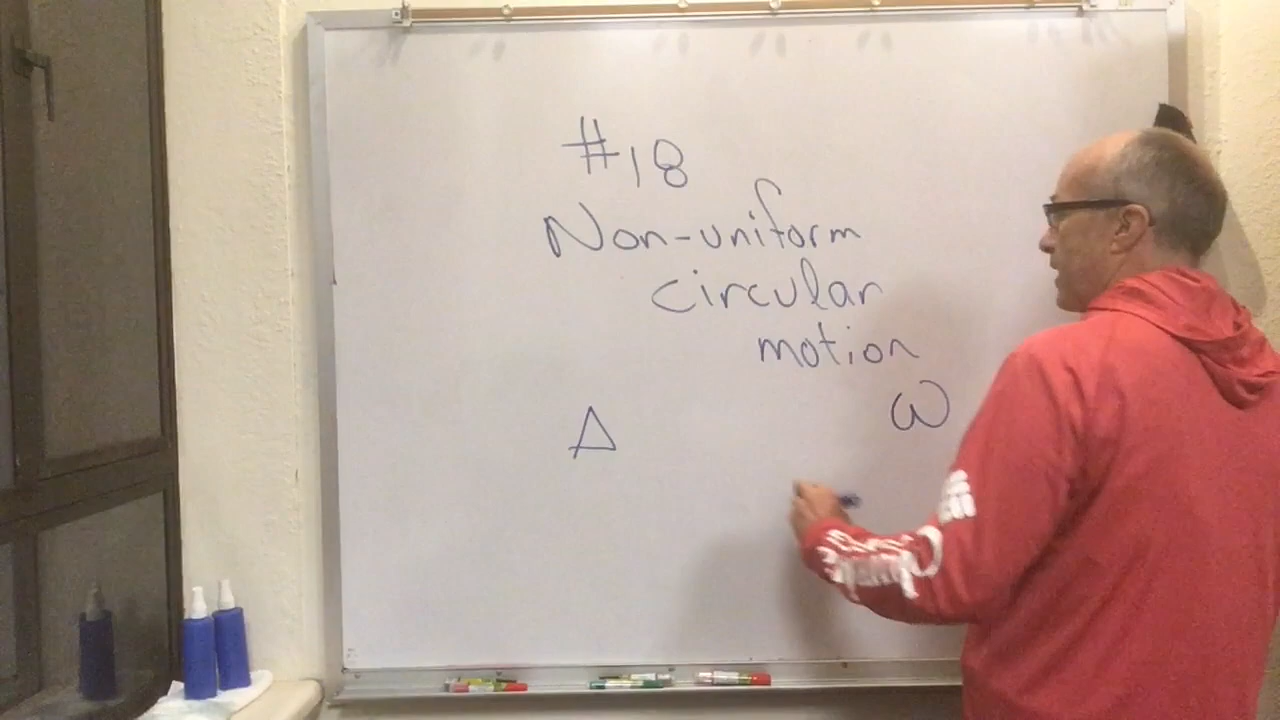 #18
Non-uniform
circular
motion
ω
Δ